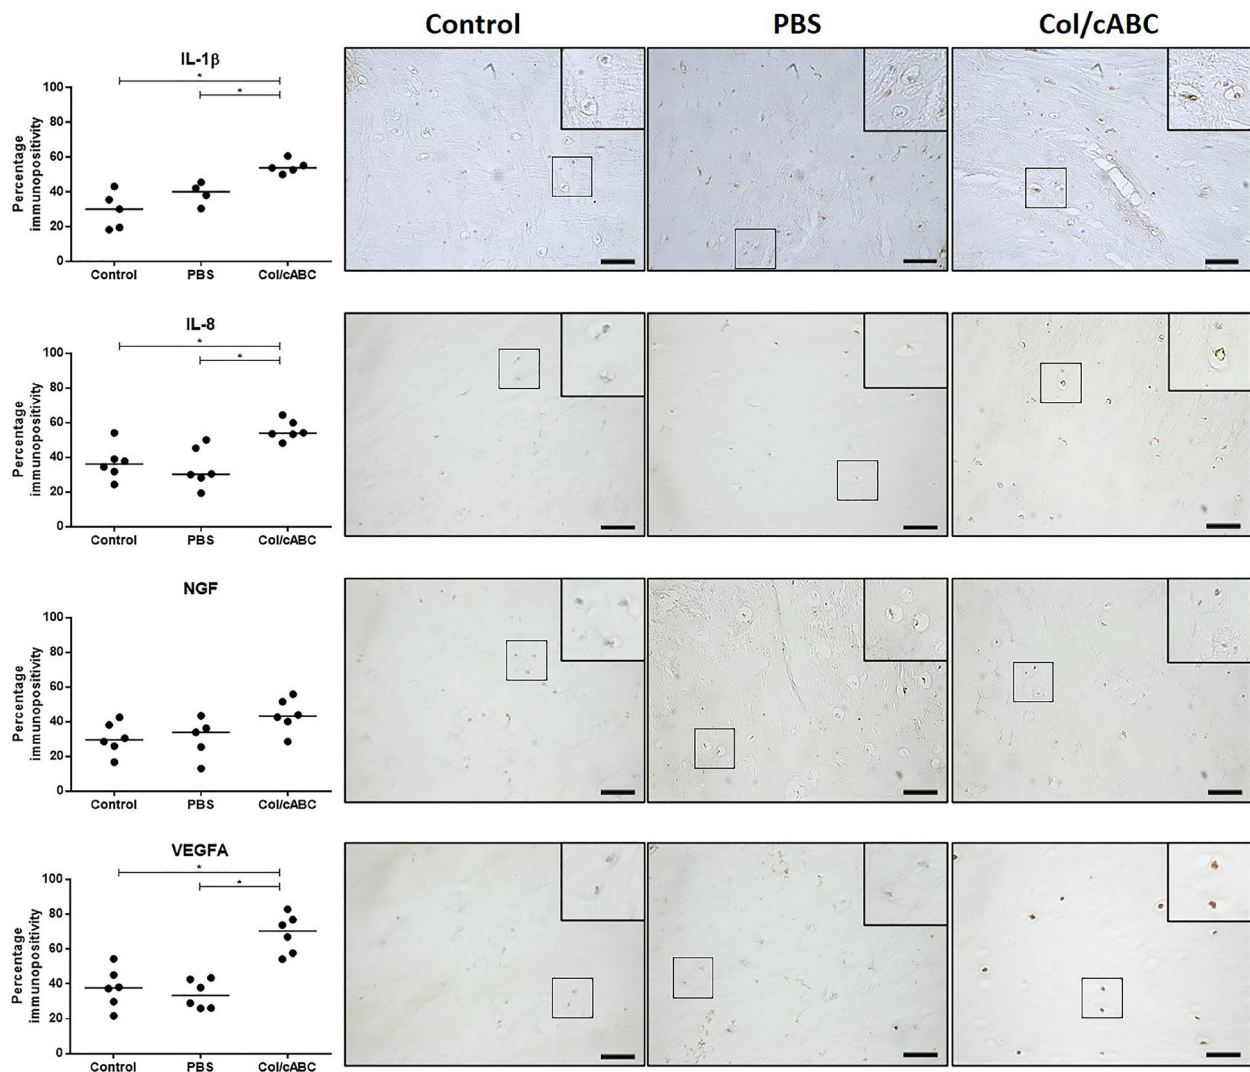 Control PBS Col/cABC
IL-1β
*
*
Percentage
immunopositivity
100
80
60
40
20
0
Control PBS Col/cABC
IL-8
*
*
Percentage
immunopositivity
100
80
60
40
20
0
Control PBS Col/cABC
NGF
Percentage
immunopositivity
100
80
60
40
20
0
Control PBS Col/cABC
VEGFA
*
*
Percentage
immunopositivity
100
80
60
40
20
0
Control PBS Col/cABC